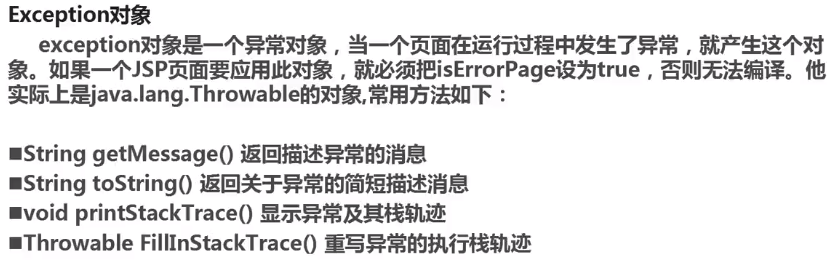 Exception对象
exception对象是一个异常对象，当一个页面在运行过程中发生了异常，就产生这个对
象。如果一个JSP页面要应用此对象，就必须把isErrorPage设为true，否则无法编译。他
实际上是java.lang.Throwable的对象,常用方法如下：
■String getMessage() 返回描述异常的消息
■String toString() 返回关于异常的简短描述消息
■void printStackTrace() 显示异常及其栈轨迹
■Throwable FillInStackTrace() 重写异常的执行栈轨迹